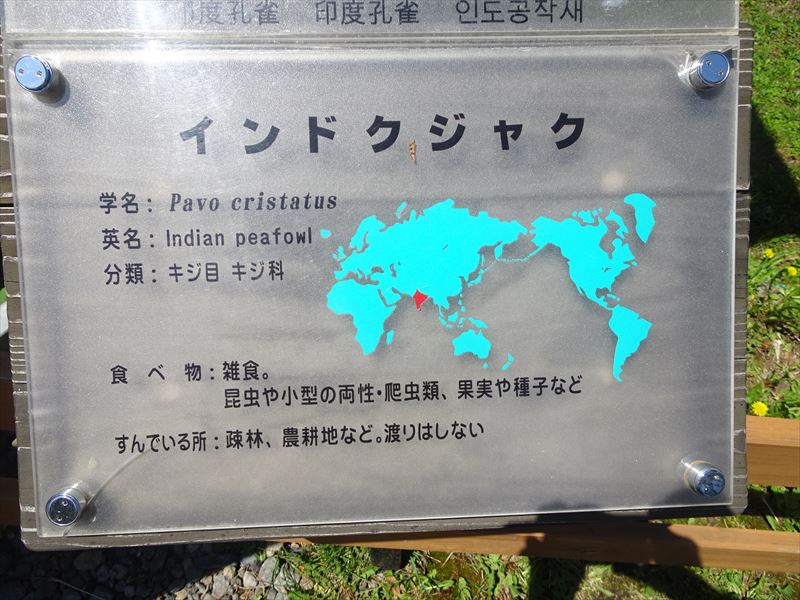 印度孔雀 印度孔雀 인도공작새
インドクジャク
学名: Pavo cristatus
英名: Indian peafowl
分類: キジ目 キジ科
食べ物: 雑食。
昆虫や小型の両性・爬虫類、果実や種子など
すんでいる所: 疎林、農耕地など。渡りはしない